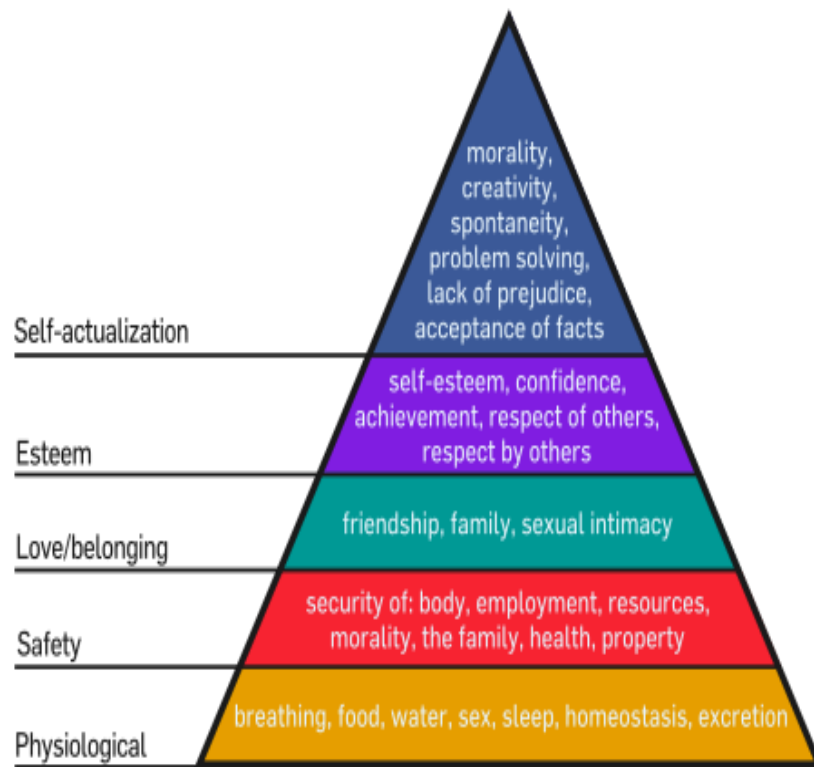 morality,
creativity,
spontaneity,
problem solving,
lack of prejudice,
acceptance of facts
Self-actualization
self-esteem, confidence,
achievement, respect of others,
respect by others
Esteem
friendship, family, sexual intimacy
Love/belonging
security of: body, employment, resources,
morality, the family, health, property
Safety
breathing, food, water, sex, sleep, homeostasis, excretion
Physiological